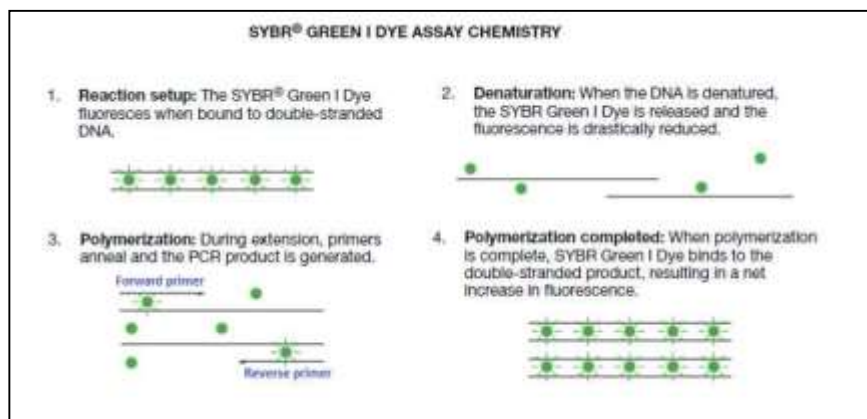 SYBR® GREEN I DYE ASSAY CHEMISTRY
1. Reaction setup: The SYBR® Green I Dye
fluoresces when bound to double-stranded
DNA.
2. Denaturation: When the DNA is denatured,
the SYBR Green I Dye is released and the
fluorescence is drastically reduced.
3. Polymerization: During extension, primers
anneal and the PCR product is generated.
Forward primer
Reverse primer
4. Polymerization completed: When polymerization
is complete, SYBR Green I Dye binds to the
double-stranded product, resulting in a net
increase in fluorescence.